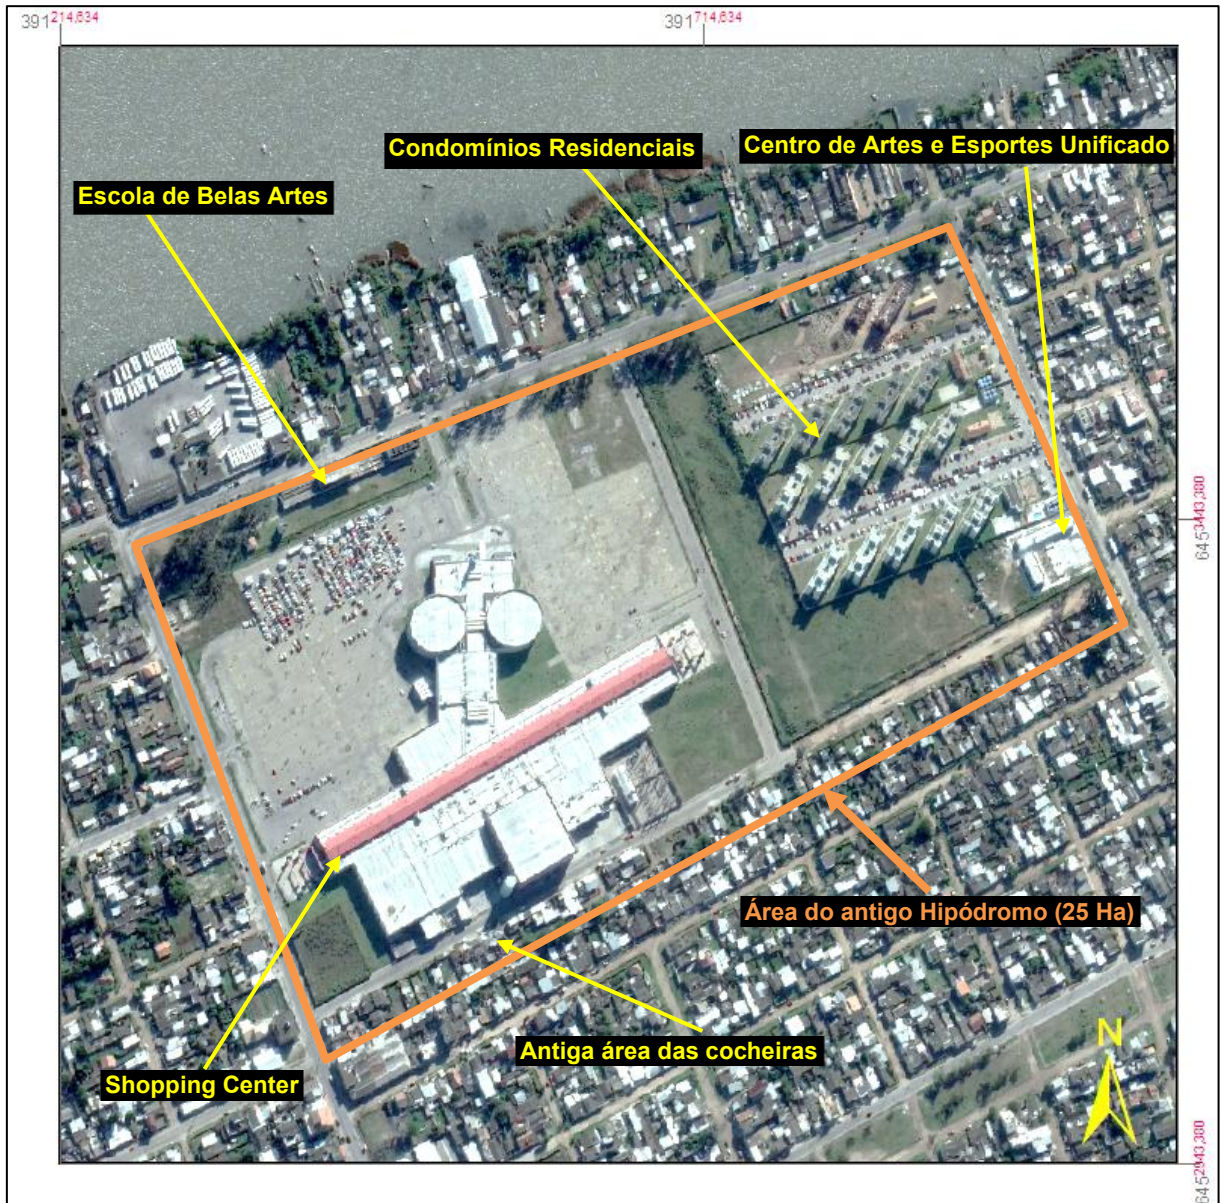 391214,634
391714,634
Condomínios Residenciais
Centro de Artes e Esportes Unificado
Escola de Belas Artes
6453443,380
Área do antigo Hipódromo (25 Ha)
Antiga área das cocheiras
Shopping Center
N
6452943,380